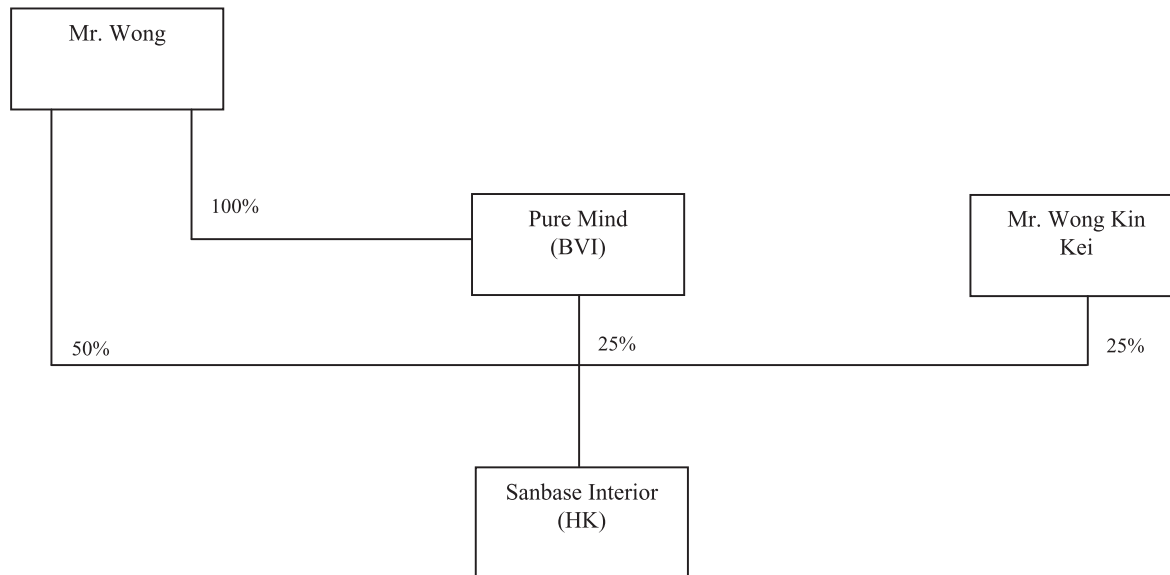 Mr. Wong
100%
Pure Mind
(BVI)
Mr. Wong Kin
Kei
50%
25%
25%
Sanbase Interior
(HK)